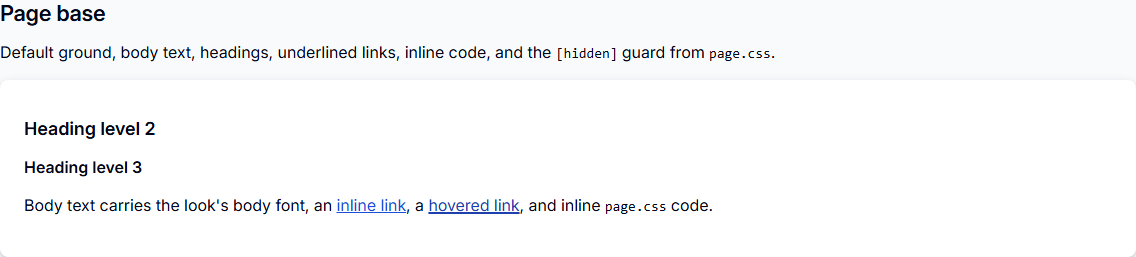 Page base
Default ground, body text, headings, underlined links, inline code, and the [hidden] guard from page.css.
Heading level 2
Heading level 3
Body text carries the look's body font, an inline link, a hovered link, and inline page.css code.